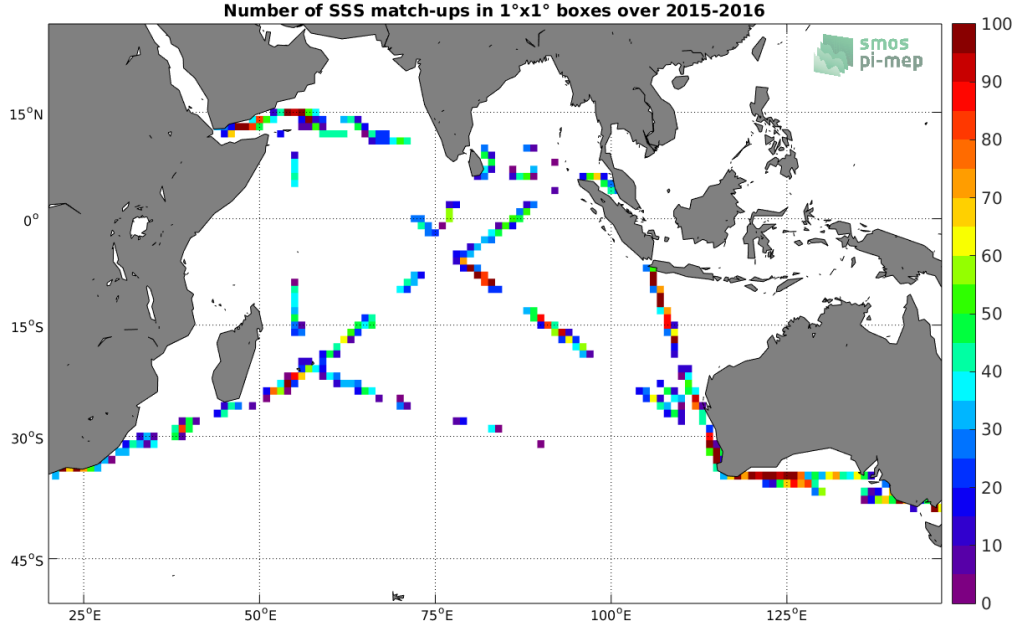 Number of SSS match-ups in 1°x1° boxes over 2015-2016
smos
pi-mep
100
90
80
70
60
50
40
30
20
10
0
15°N
0°
15°S
30°S
45°S
25°E
50°E
75°E
100°E
125°E